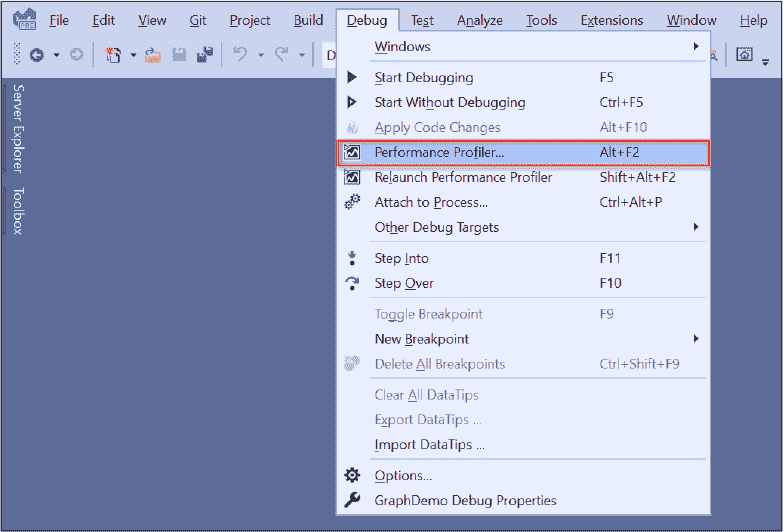 PRE
File Edit View Git Project Build Debug Test Analyze Tools Extensions Window Help
D
Server Explorer
Toolbox
Windows
Start Debugging F5
Start Without Debugging Ctrl+F5
Apply Code Changes Alt+F10
Performance Profiler... Alt+F2
Relaunch Performance Profiler Shift+Alt+F2
Attach to Process... Ctrl+Alt+P
Other Debug Targets
Step Into F11
Step Over F10
Toggle Breakpoint F9
New Breakpoint
Delete All Breakpoints Ctrl+Shift+F9
Clear All DataTips
Export DataTips ...
Import DataTips ...
Options...
GraphDemo Debug Properties